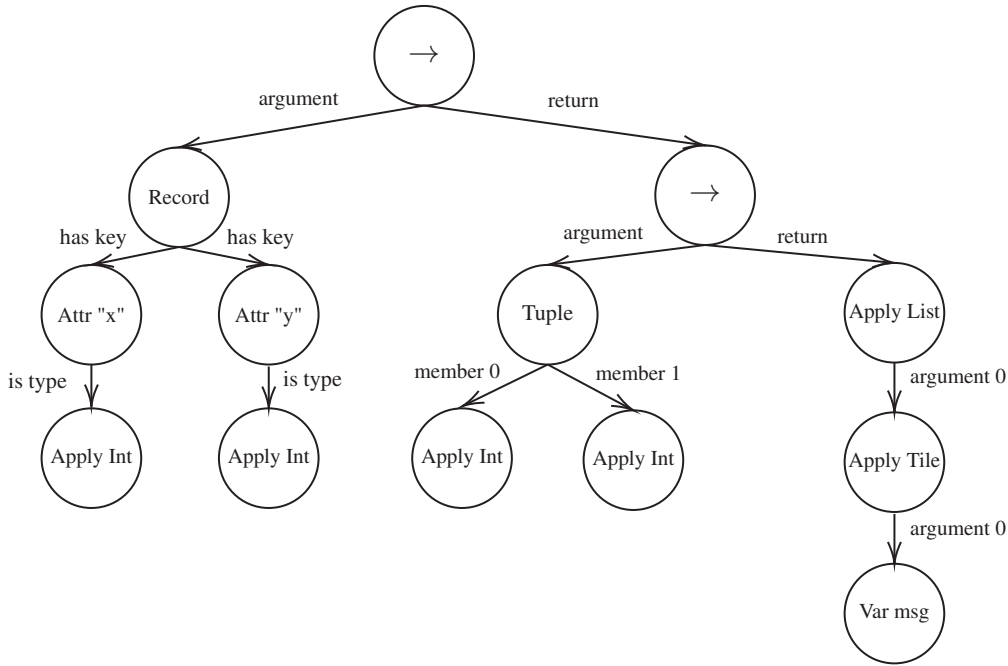 →
argument
return
Record
→
has key
has key
argument
return
Attr "x"
Attr "y"
Tuple
Apply List
is type
is type
member 0
member 1
argument 0
Apply Int
Apply Int
Apply Int
Apply Int
Apply Tile
argument 0
Var msg